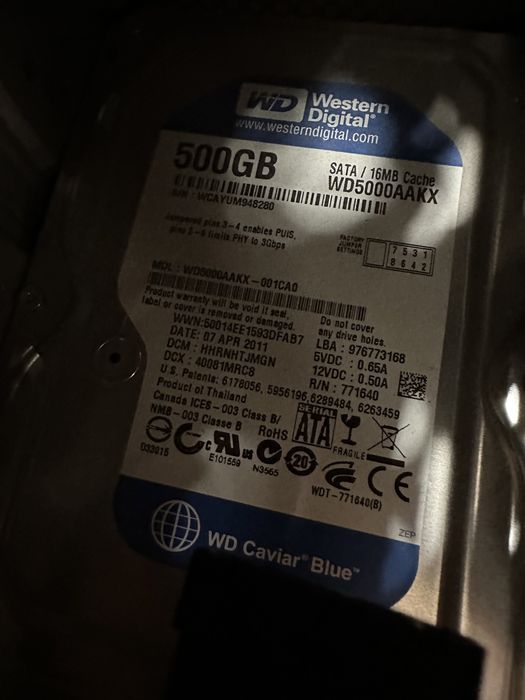 WD Western Digital®
www.westerndigital.com
500GB
SATA / 16MB Cache
WD5000AAKX
S/N : WCAYUM948280
Jumpered pins 3-4 enables PUIS,
pins 5-6 limits PHY to 3Gbps
FACTORY JUMPER SETTINGS
7 5 3 1
8 6 4 2
MDL : WD5000AAKX-001CA0
Product warranty will be void if seal,
label or cover is removed or damaged.
Do not cover
any drive holes.
WWN:50014EE1593DFAB7
DATE: 07 APR 2011
DCM : HHRNHTJMGN
DCX : 40081MRC8
LBA : 976773168
5VDC : 0.65A
12VDC : 0.50A
R/N : 771640
U.S. Patents: 6178056, 5956196, 6289484, 6263459
Product of Thailand
Canada ICES-003 Class B/
NMB-003 Classe B
RoHS
SERIAL
ATA
FRAGILE
D33015
E101559
N3565
20
CE
WDT-771640(B)
ZEP
WD Caviar® Blue™